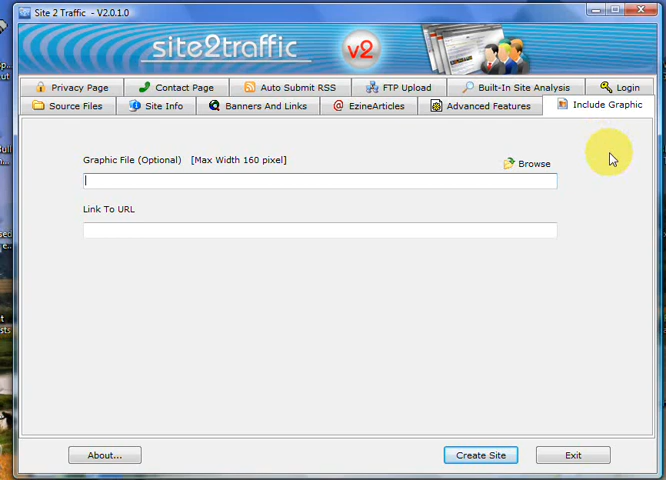 Site 2 Traffic - V2.0.1.0
site2traffic v2
Privacy Page Contact Page Auto Submit RSS FTP Upload Built-In Site Analysis Login
Source Files Site Info Banners And Links EzineArticles Advanced Features Include Graphic
Graphic File (Optional) [Max Width 160 pixel] Browse
Link To URL
About... Create Site Exit